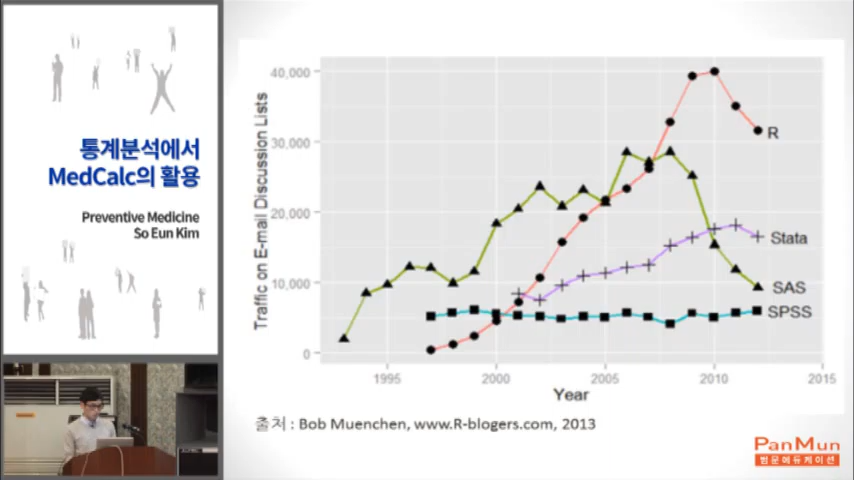 통계분석에서
MedCalc의 활용
Preventive Medicine
So Eun Kim
Traffic on E-mail Discussion Lists
40,000
30,000
20,000
10,000
0
R
Stata
SAS
SPSS
1995
2000
2005
2010
2015
Year
출처 : Bob Muenchen, www.R-blogers.com, 2013
PanMun
범문에듀케이션